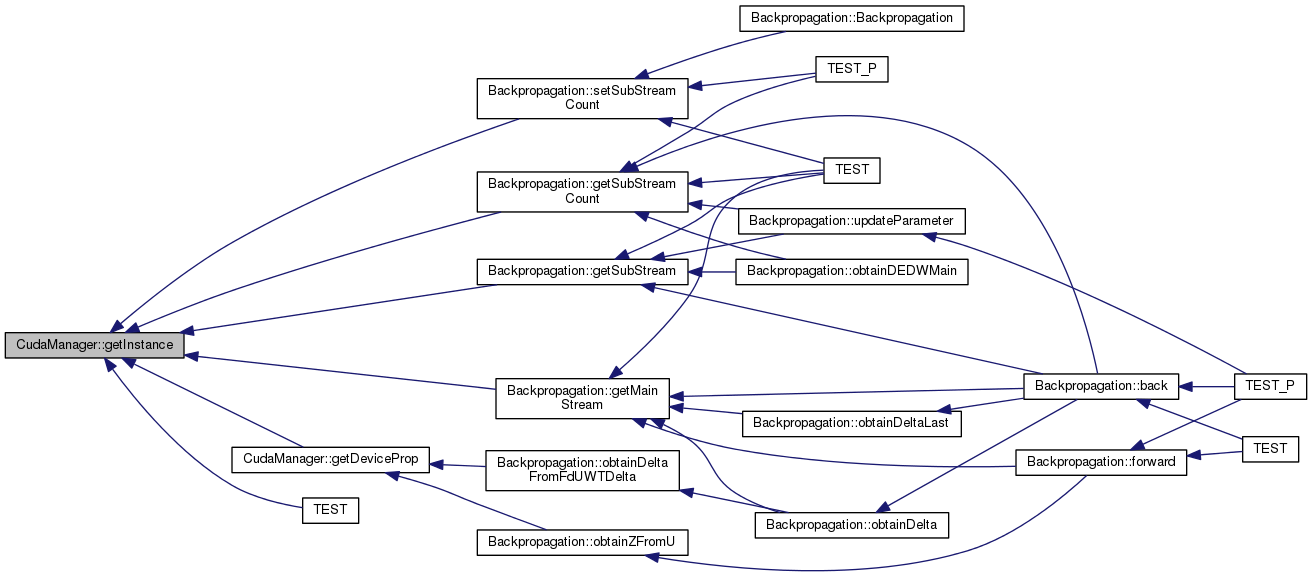 Backpropagation::Backpropagation
TEST_P
Backpropagation::setSubStream
Count
TEST
Backpropagation::getSubStream
Count
Backpropagation::updateParameter
Backpropagation::getSubStream
Backpropagation::obtainDEDWMain
CudaManager::getInstance
Backpropagation::getMain
Stream
Backpropagation::back
TEST_P
Backpropagation::obtainDeltaLast
CudaManager::getDeviceProp
Backpropagation::obtainDelta
FromFdUWTDelta
Backpropagation::forward
TEST
TEST
Backpropagation::obtainDelta
Backpropagation::obtainZFromU